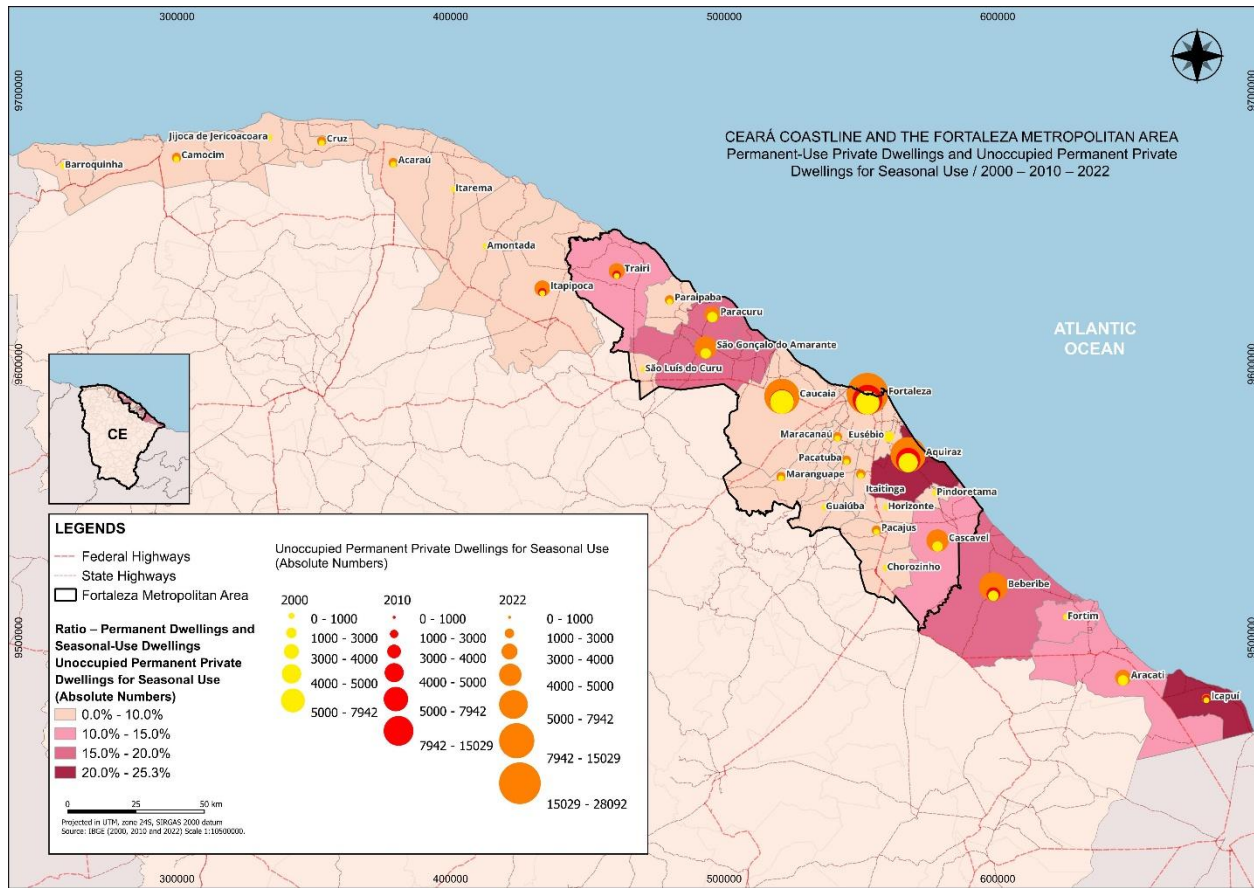 300000
400000
500000
600000
9700000
9700000
CEARÁ COASTLINE AND THE FORTALEZA METROPOLITAN AREA
Permanent-Use Private Dwellings and Unoccupied Permanent Private
Dwellings for Seasonal Use / 2000 – 2010 – 2022
Jijoca de Jericoacoara
Cruz
Barroquinha
Camocim
Acaraú
Itarema
Amontada
Itapipoca
Trairi
Paraipaba
Paracuru
São Gonçalo do Amarante
São Luís do Curu
ATLANTIC
OCEAN
9600000
9600000
Caucaia
Fortaleza
Maracanaú
Eusébio
Aquiraz
Pacatuba
Maranguape
Itaitinga
Pindoretama
Guaiúba
Horizonte
Pacajus
Cascavel
Chorozinho
Beberibe
Fortim
Aracati
Icapuí
CE
9500000
9500000
LEGENDS
Federal Highways
State Highways
Fortaleza Metropolitan Area
Ratio – Permanent Dwellings and
Seasonal-Use Dwellings
Unoccupied Permanent Private
Dwellings for Seasonal Use
(Absolute Numbers)
0.0% - 10.0%
10.0% - 15.0%
15.0% - 20.0%
20.0% - 25.3%
0 25 50 km
Projected in UTM, zone 24S, SIRGAS 2000 datum
Source: IBGE (2000, 2010 and 2022) Scale 1:10500000.
Unoccupied Permanent Private Dwellings for Seasonal Use
(Absolute Numbers)
2000
0 - 1000
1000 - 3000
3000 - 4000
4000 - 5000
5000 - 7942
2010
0 - 1000
1000 - 3000
3000 - 4000
4000 - 5000
5000 - 7942
7942 - 15029
2022
0 - 1000
1000 - 3000
3000 - 4000
4000 - 5000
5000 - 7942
7942 - 15029
15029 - 28092
300000
400000
500000
600000